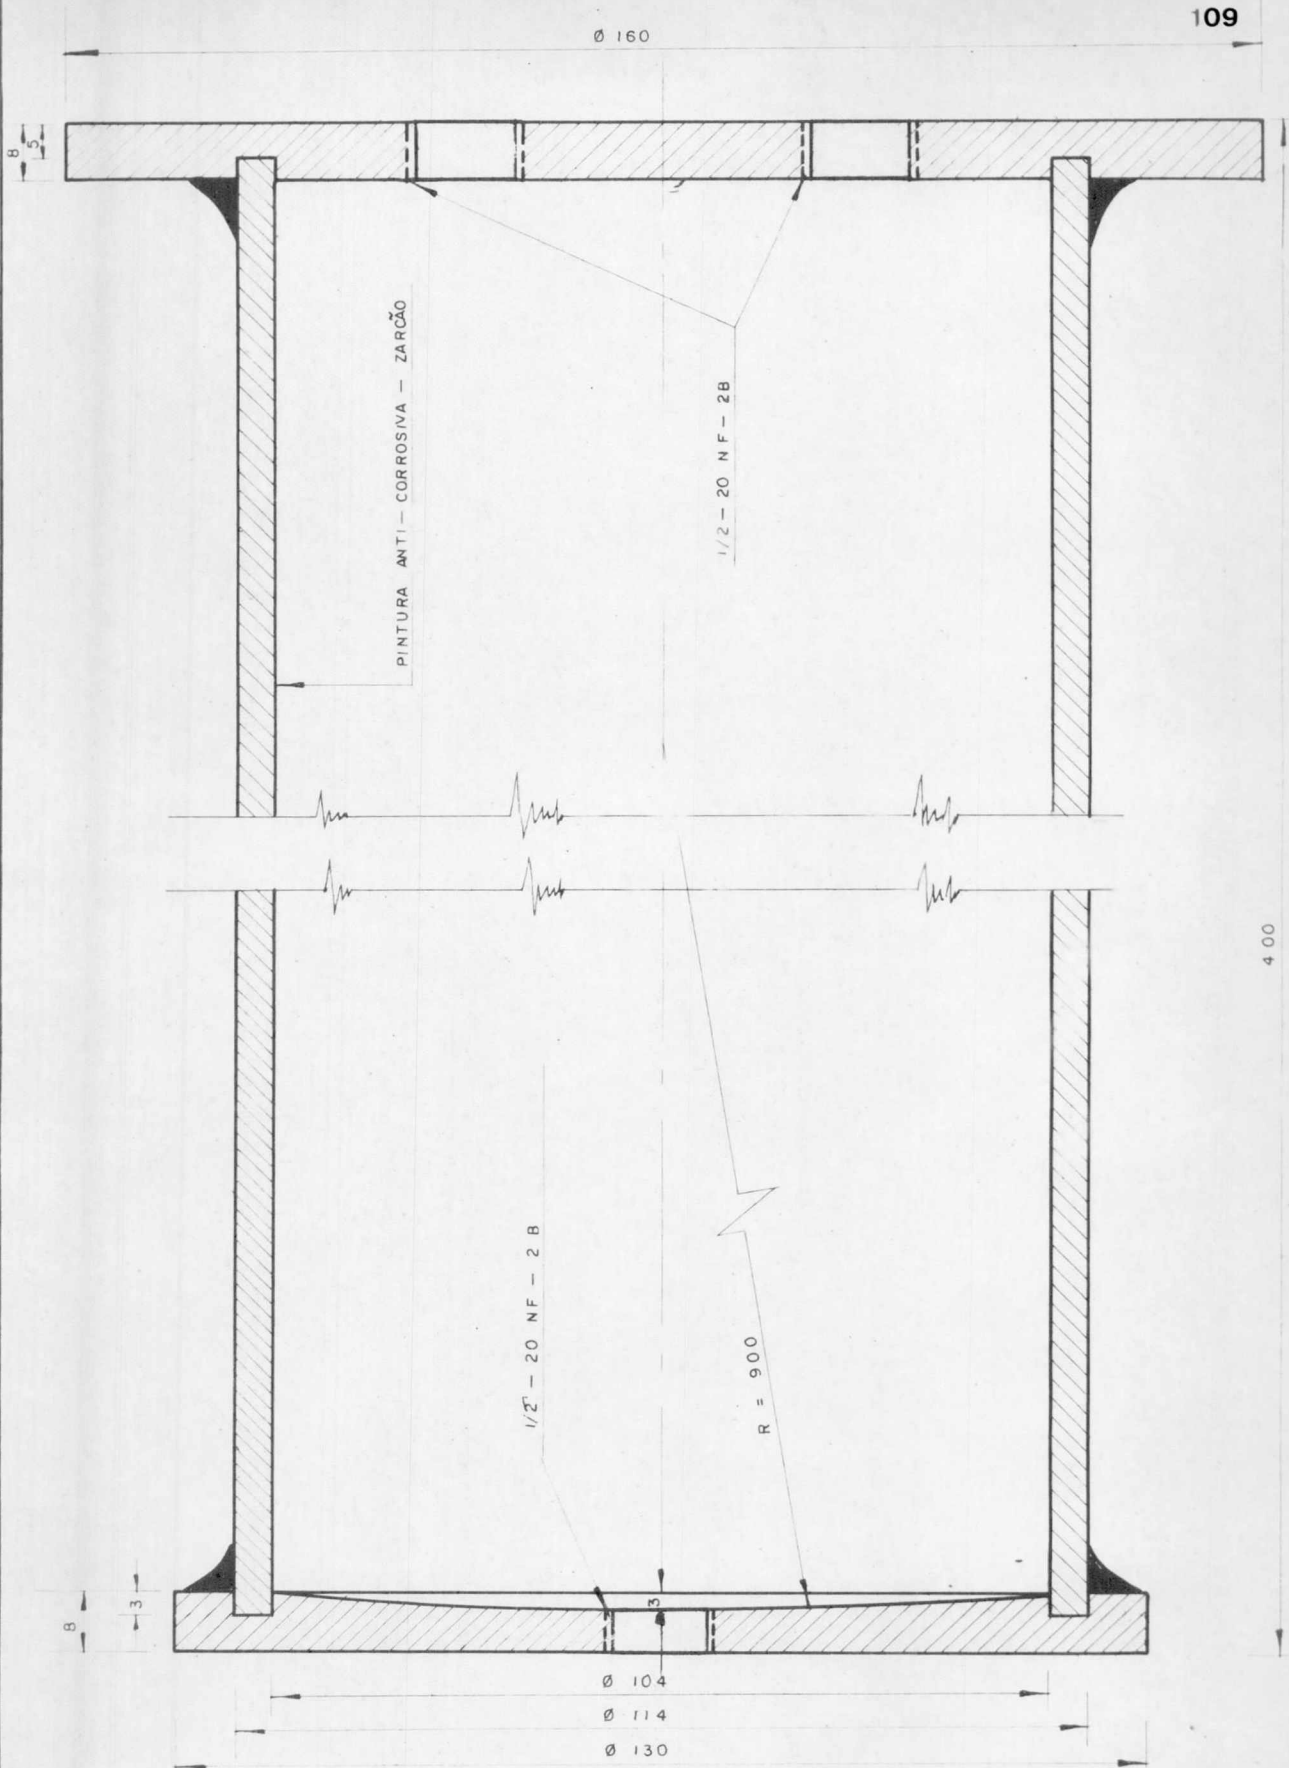 109
Ø 160
8
5
PINTURA ANTI - CORROSIVA - ZARCÃO
1/2 - 20 NF - 2B
400
1/2 - 20 NF - 2 B
R = 900
8
3
3
Ø 104
Ø 114
Ø 130